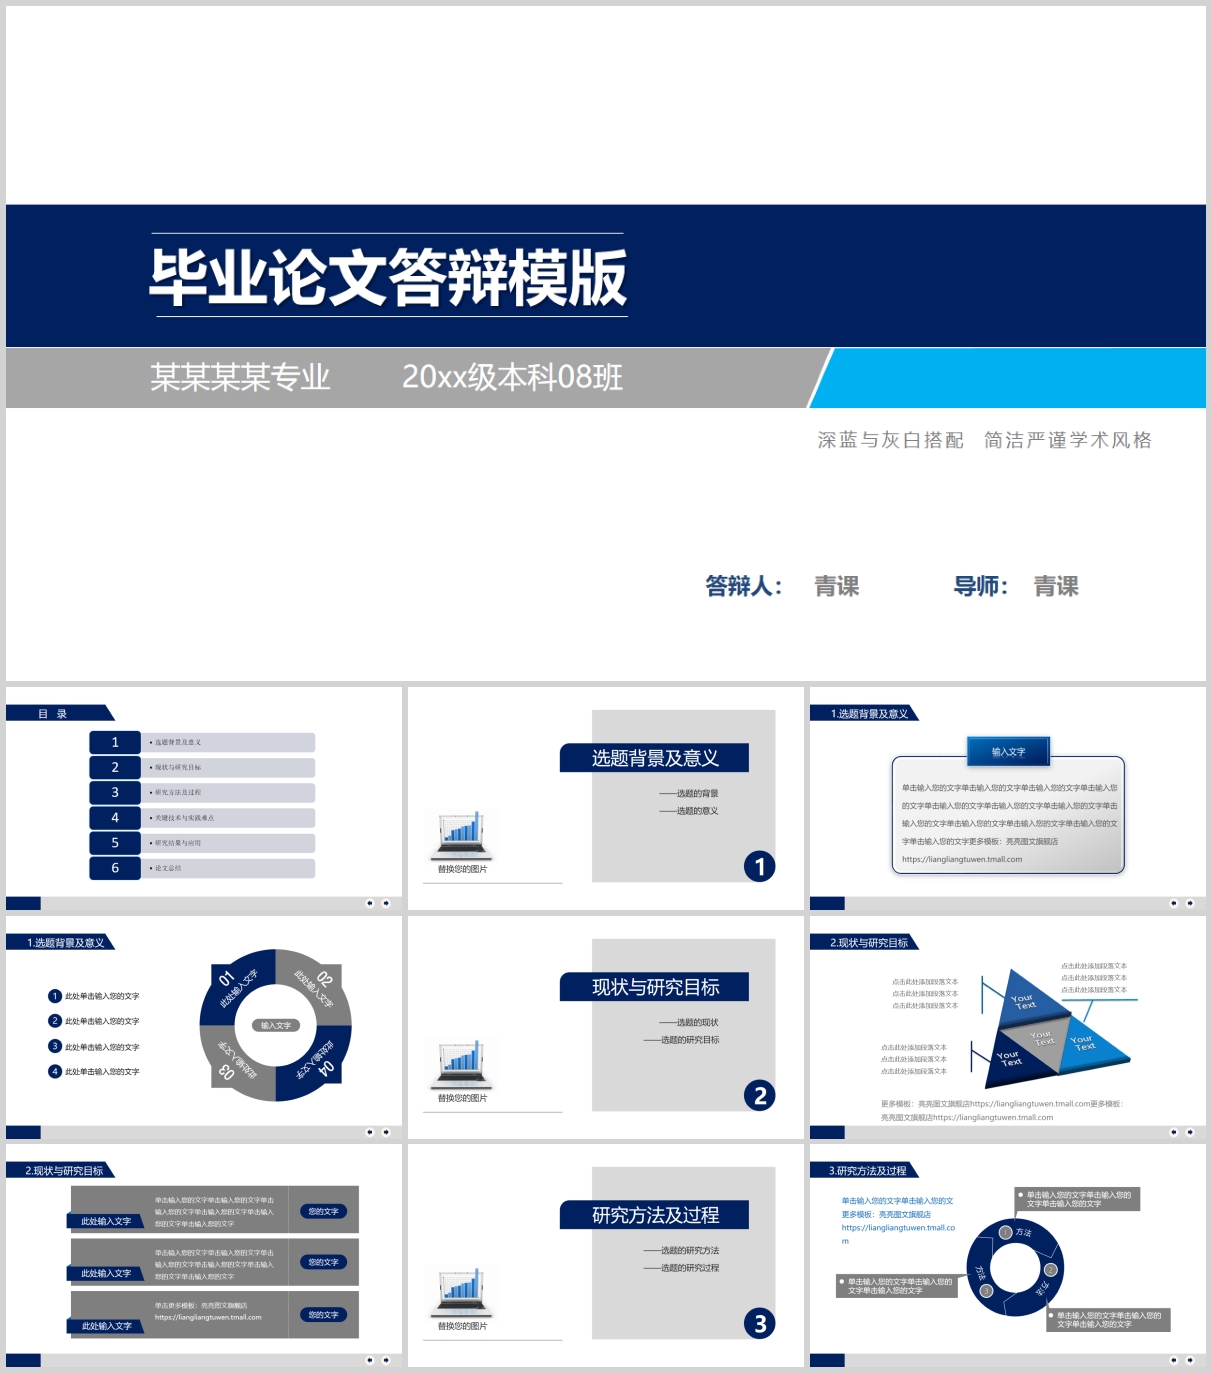 毕业论文答辩模版
某某某某专业 20xx级本科08班
深蓝与灰白搭配 简洁严谨学术风格
答辩人： 青课 导师： 青课
目 录
1 • 选题背景及意义
2 • 现状与研究目标
3 • 研究方法及过程
4 • 关键技术与实践难点
5 • 研究结果与应用
6 • 论文总结
选题背景及意义
——选题的背景
——选题的意义
替换您的图片
1
1.选题背景及意义
输入文字
单击输入您的文字单击输入您的文字单击输入您的文字单击输入您
的文字单击输入您的文字单击输入您的文字单击输入您的文字单击
输入您的文字单击输入您的文字单击输入您的文字单击输入您的文
字单击输入您的文字更多模板：亮亮图文旗舰店
https://liangliangtuwen.tmall.com
1.选题背景及意义
1 此处单击输入您的文字
2 此处单击输入您的文字
3 此处单击输入您的文字
4 此处单击输入您的文字
01
此处输入文字
02
此处输入文字
输入文字
03
此处输入文字
04
此处输入文字
现状与研究目标
——选题的现状
——选题的研究目标
替换您的图片
2
2.现状与研究目标
点击此处添加段落文本
点击此处添加段落文本
点击此处添加段落文本
点击此处添加段落文本
点击此处添加段落文本
点击此处添加段落文本
Your
Text
Your
Text
Your
Text
Your
Text
点击此处添加段落文本
点击此处添加段落文本
点击此处添加段落文本
更多模板：亮亮图文旗舰店https://liangliangtuwen.tmall.com更多模板：
亮亮图文旗舰店https://liangliangtuwen.tmall.com
2.现状与研究目标
此处输入文字
单击输入您的文字单击输入您的文字单击
输入您的文字单击输入您的文字单击输入
您的文字单击输入您的文字
您的文字
此处输入文字
单击输入您的文字单击输入您的文字单击
输入您的文字单击输入您的文字单击输入
您的文字单击输入您的文字
您的文字
此处输入文字
单击更多模板：亮亮图文旗舰店
https://liangliangtuwen.tmall.com
您的文字
研究方法及过程
——选题的研究方法
——选题的研究过程
替换您的图片
3
3.研究方法及过程
单击输入您的文字单击输入您的文
更多模板：亮亮图文旗舰店
https://liangliangtuwen.tmall.co
m
• 单击输入您的文字单击输入您的
文字单击输入您的文字
1 方法
2 方法
3 方法
• 单击输入您的文字单击输入您的
文字单击输入您的文字
• 单击输入您的文字单击输入您的
文字单击输入您的文字